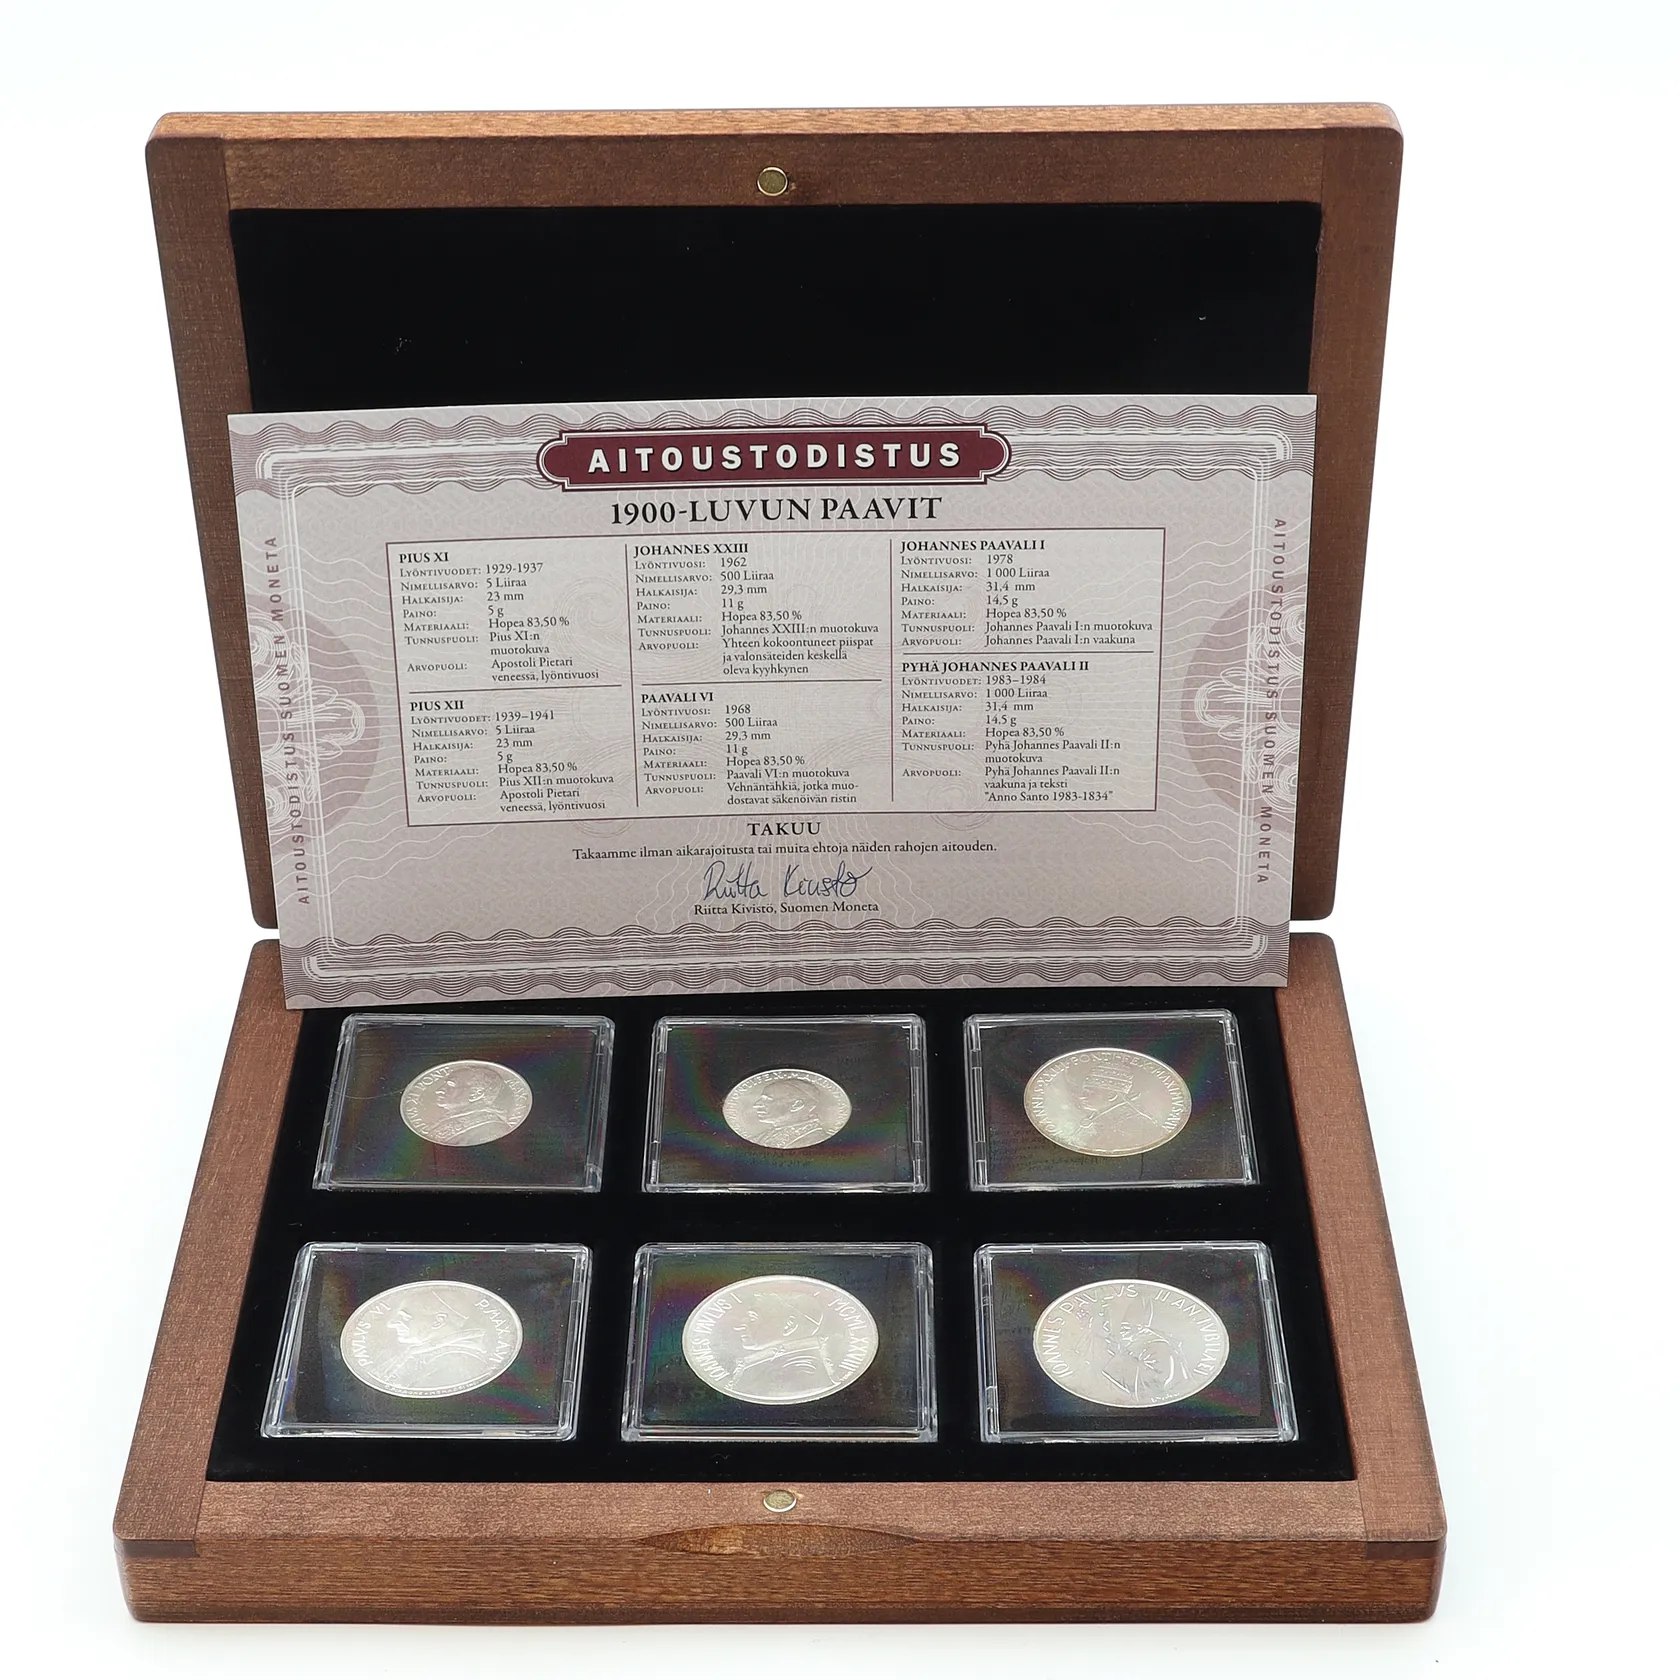 AITOUSTODISTUS
1900-LUVUN PAAVIT
PIUS XI
LYÖNTIVUODET: 1929-1937
NIMELLISARVO: 5 Liiraa
HALKAISIJA: 23 mm
PAINO: 5 g
MATERIAALI: Hopea 83,50 %
TUNNUSPUOLI: Pius XI:n
muotokuva
ARVOPUOLI: Apostoli Pietari
veneessä, lyöntivuosi
PIUS XII
LYÖNTIVUODET: 1939–1941
NIMELLISARVO: 5 Liiraa
HALKAISIJA: 23 mm
PAINO: 5 g
MATERIAALI: Hopea 83,50 %
TUNNUSPUOLI: Pius XII:n muotokuva
ARVOPUOLI: Apostoli Pietari
veneessä, lyöntivuosi
JOHANNES XXIII
LYÖNTIVUOSI: 1962
NIMELLISARVO: 500 Liiraa
HALKAISIJA: 29,3 mm
PAINO: 11 g
MATERIAALI: Hopea 83,50 %
TUNNUSPUOLI: Johannes XXIII:n muotokuva
ARVOPUOLI: Yhteen kokoontuneet piispat
ja valonsäteiden keskellä
oleva kyyhkynen
PAAVALI VI
LYÖNTIVUOSI: 1968
NIMELLISARVO: 500 Liiraa
HALKAISIJA: 29,3 mm
PAINO: 11 g
MATERIAALI: Hopea 83,50 %
TUNNUSPUOLI: Paavali VI:n muotokuva
ARVOPUOLI: Vehnäntähkiä, jotka muo-
dostavat säkenöivän ristin
JOHANNES PAAVALI I
LYÖNTIVUOSI: 1978
NIMELLISARVO: 1 000 Liiraa
HALKAISIJA: 31,4 mm
PAINO: 14,5 g
MATERIAALI: Hopea 83,50 %
TUNNUSPUOLI: Johannes Paavali I:n muotokuva
ARVOPUOLI: Johannes Paavali I:n vaakuna
PYHÄ JOHANNES PAAVALI II
LYÖNTIVUODET: 1983–1984
NIMELLISARVO: 1 000 Liiraa
HALKAISIJA: 31,4 mm
PAINO: 14,5 g
MATERIAALI: Hopea 83,50 %
TUNNUSPUOLI: Pyhä Johannes Paavali II:n
muotokuva
ARVOPUOLI: Pyhä Johannes Paavali II:n
vaakuna ja teksti
"Anno Santo 1983-1834"
TAKUU
Takaamme ilman aikarajoitusta tai muita ehtoja näiden rahojen aitouden.
Riitta Kivistö
Riitta Kivistö, Suomen Moneta
AITOUSTODISTUS SUOMEN MONETA
AITOUSTODISTUS SUOMEN MONETA
PAVLVS VI P.M.
IOANNES PAVLVS I MCMLXXVIII
IOANNES PAVLVS II AN. IVBILAEI